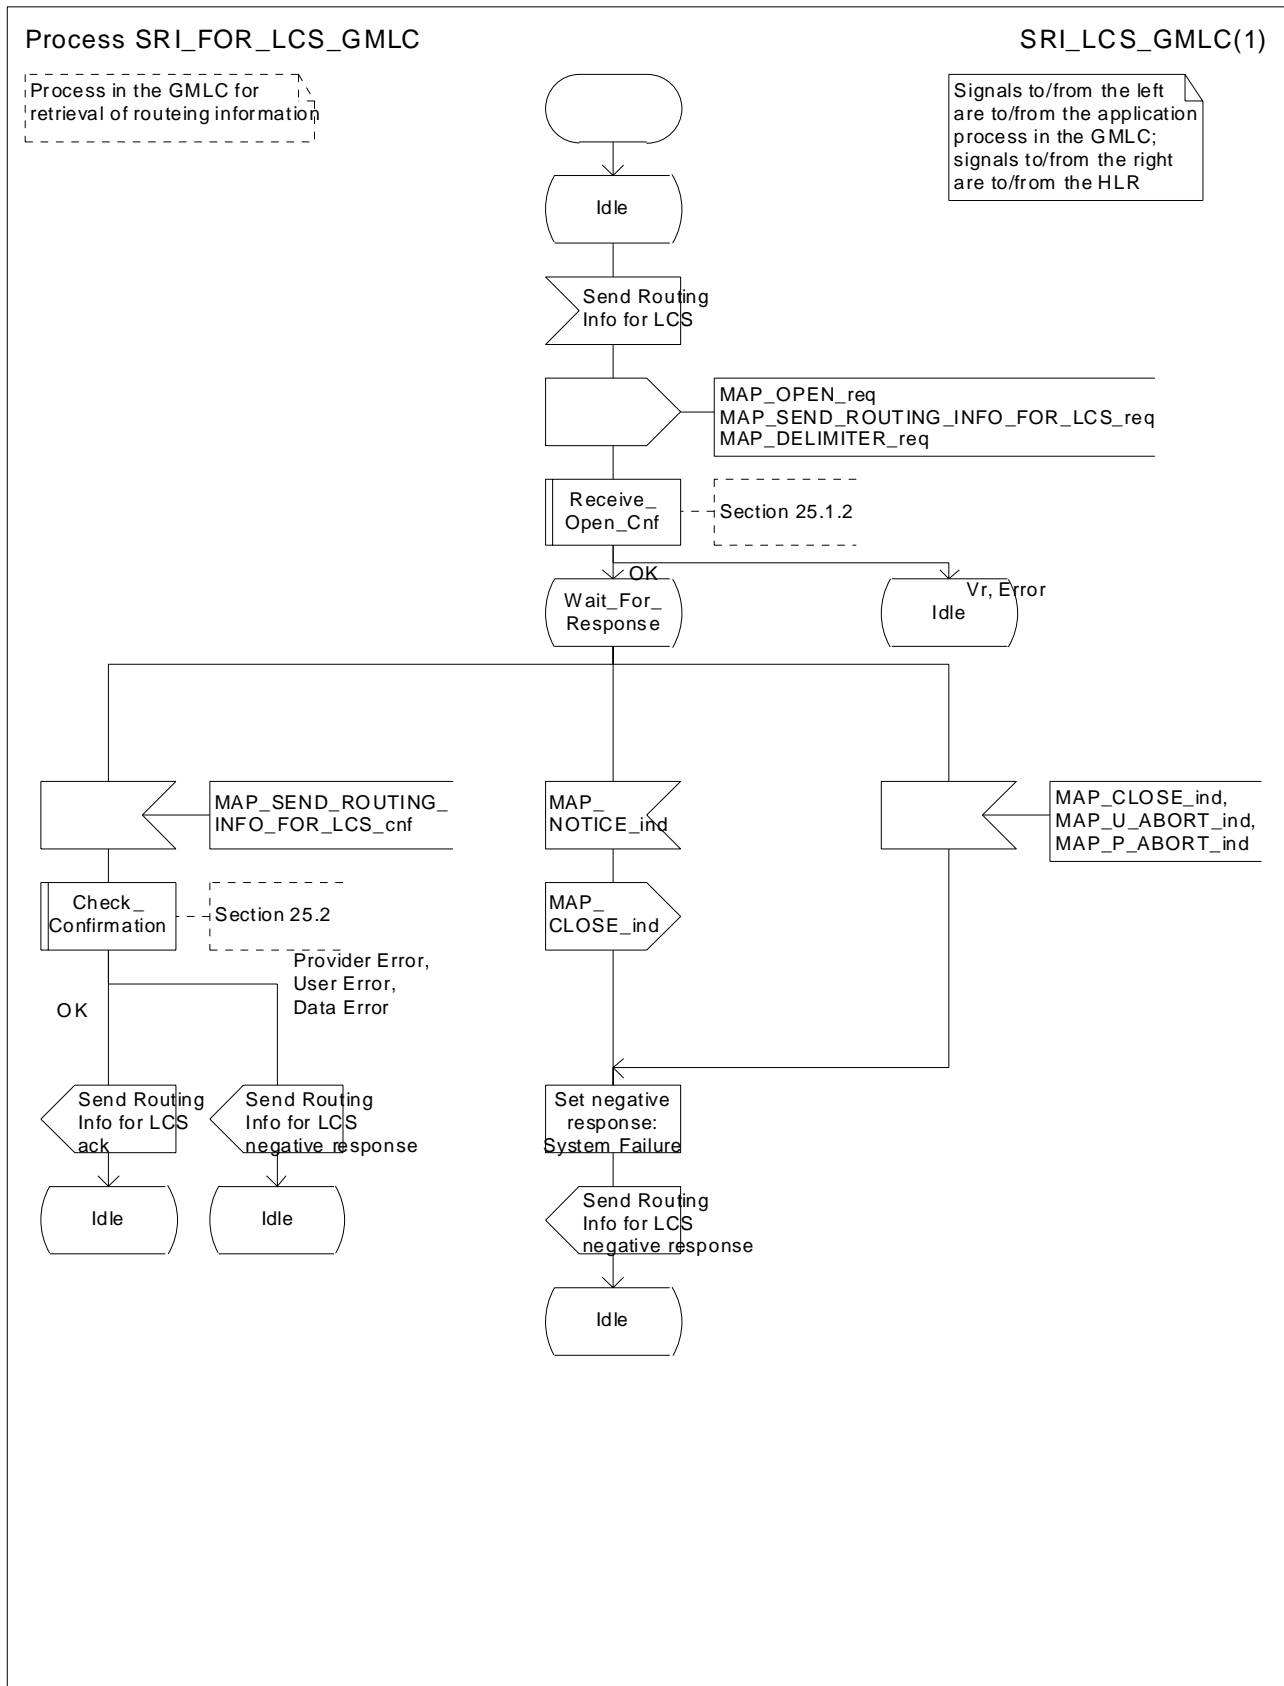 Process SRI_FOR_LCS_GMLC
SRI_LCS_GMLC(1)
Process in the GMLC for
retrieval of routeing information
Signals to/from the left
are to/from the application
process in the GMLC;
signals to/from the right
are to/from the HLR
Idle
Send Routing
Info for LCS
MAP_OPEN_req
MAP_SEND_ROUTING_INFO_FOR_LCS_req
MAP_DELIMITER_req
Receive_
Open_Cnf
Section 25.1.2
OK
Vr, Error
Wait_For_
Response
Idle
MAP_SEND_ROUTING_
INFO_FOR_LCS_cnf
MAP_
NOTICE_ind
MAP_CLOSE_ind,
MAP_U_ABORT_ind,
MAP_P_ABORT_ind
Check_
Confirmation
Section 25.2
MAP_
CLOSE_ind
Provider Error,
User Error,
Data Error
OK
Send Routing
Info for LCS
ack
Send Routing
Info for LCS
negative response
Set negative
response:
System Failure
Idle
Idle
Send Routing
Info for LCS
negative response
Idle